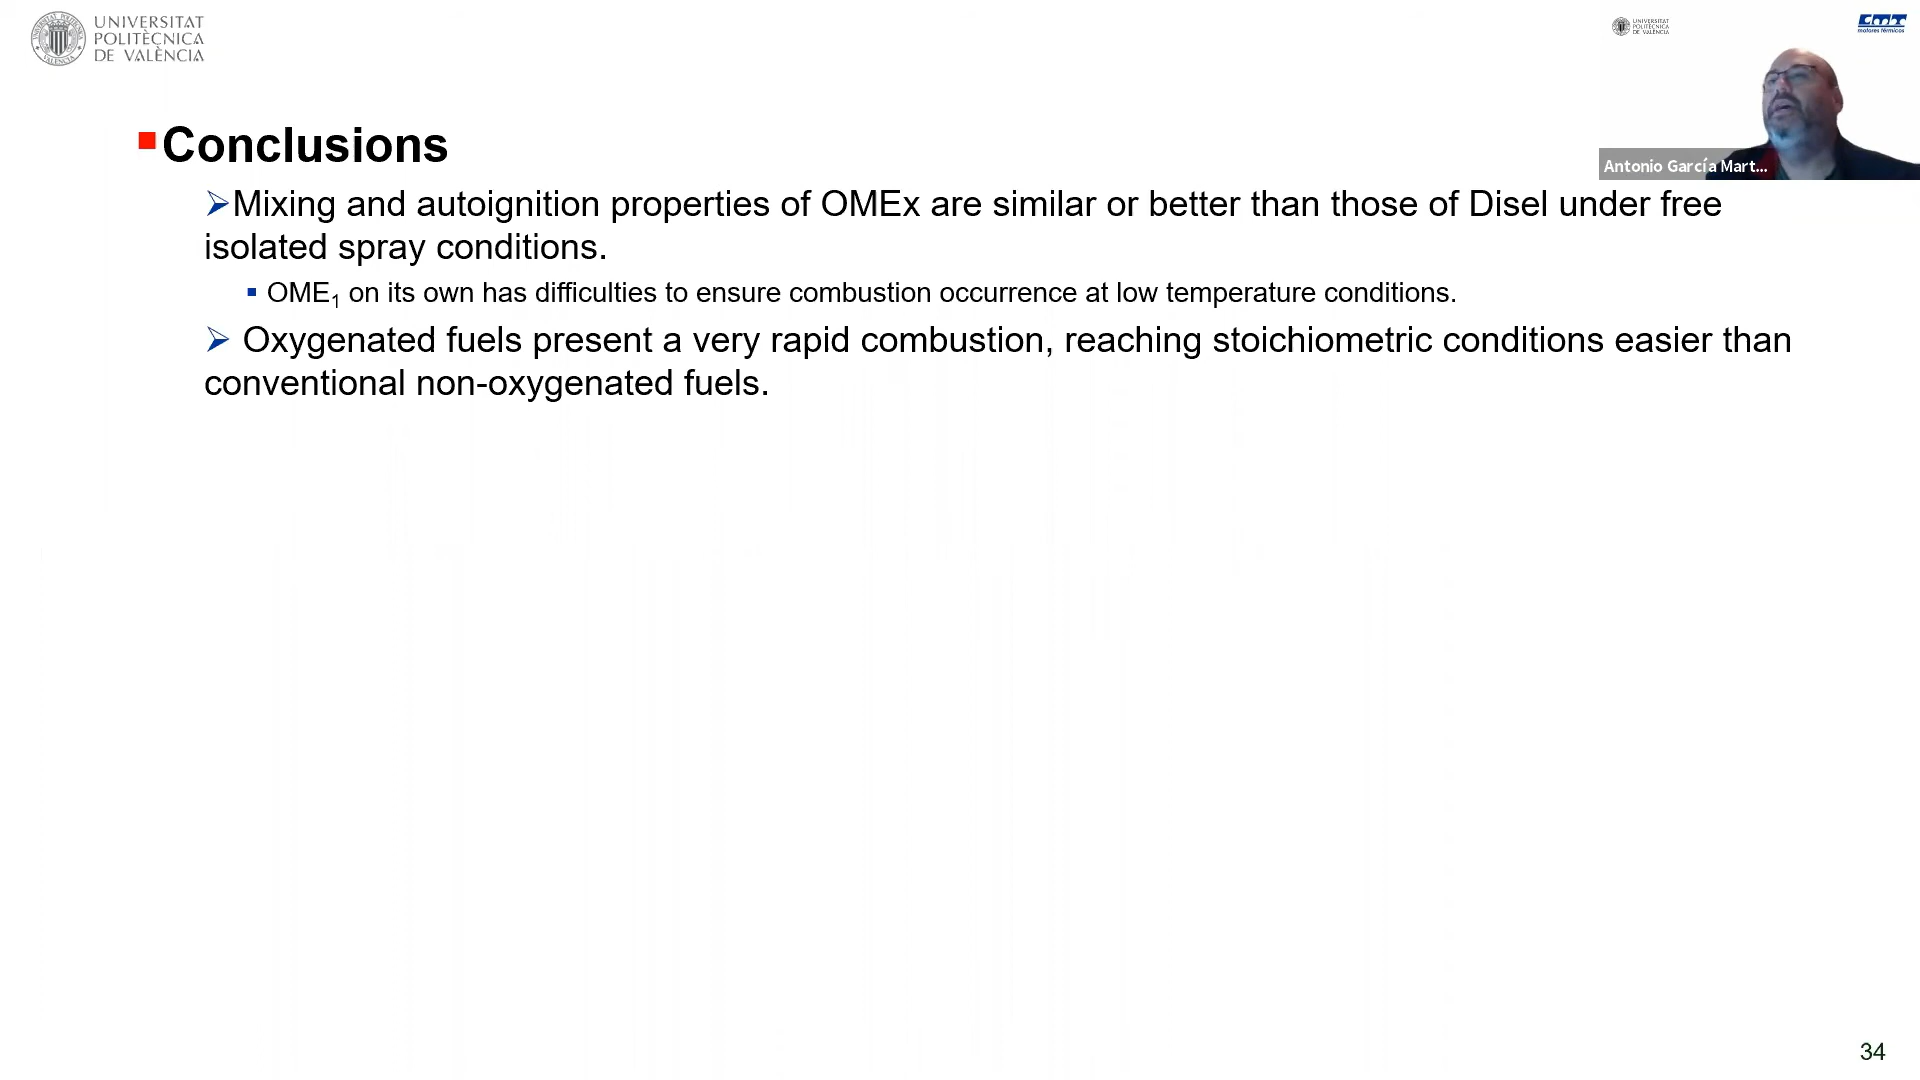 UNIVERSITAT
POLITÈCNICA
DE VALÈNCIA
UNIVERSITAT
POLITÈCNICA
DE VALÈNCIA
CMT
motores térmicos
Antonio García Mart...
Conclusions
Mixing and autoignition properties of OMEx are similar or better than those of Disel under free
isolated spray conditions.
OME₁ on its own has difficulties to ensure combustion occurrence at low temperature conditions.
Oxygenated fuels present a very rapid combustion, reaching stoichiometric conditions easier than
conventional non-oxygenated fuels.
34